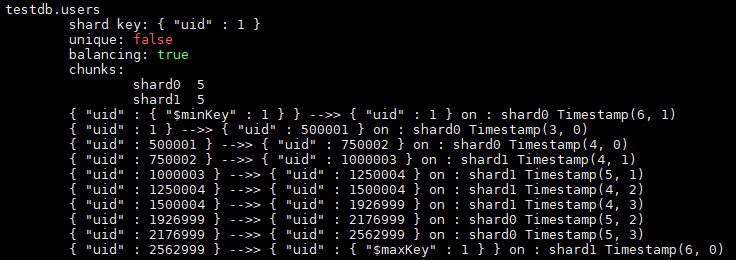 testdb.users
shard key: { "uid" : 1 }
unique: false
balancing: true
chunks:
shard0 5
shard1 5
{ "uid" : { "$minKey" : 1 } } -->> { "uid" : 1 } on : shard0 Timestamp(6, 1)
{ "uid" : 1 } -->> { "uid" : 500001 } on : shard0 Timestamp(3, 0)
{ "uid" : 500001 } -->> { "uid" : 750002 } on : shard0 Timestamp(4, 0)
{ "uid" : 750002 } -->> { "uid" : 1000003 } on : shard1 Timestamp(4, 1)
{ "uid" : 1000003 } -->> { "uid" : 1250004 } on : shard1 Timestamp(5, 1)
{ "uid" : 1250004 } -->> { "uid" : 1500004 } on : shard1 Timestamp(4, 2)
{ "uid" : 1500004 } -->> { "uid" : 1926999 } on : shard1 Timestamp(4, 3)
{ "uid" : 1926999 } -->> { "uid" : 2176999 } on : shard0 Timestamp(5, 2)
{ "uid" : 2176999 } -->> { "uid" : 2562999 } on : shard0 Timestamp(5, 3)
{ "uid" : 2562999 } -->> { "uid" : { "$maxKey" : 1 } } on : shard1 Timestamp(6, 0)